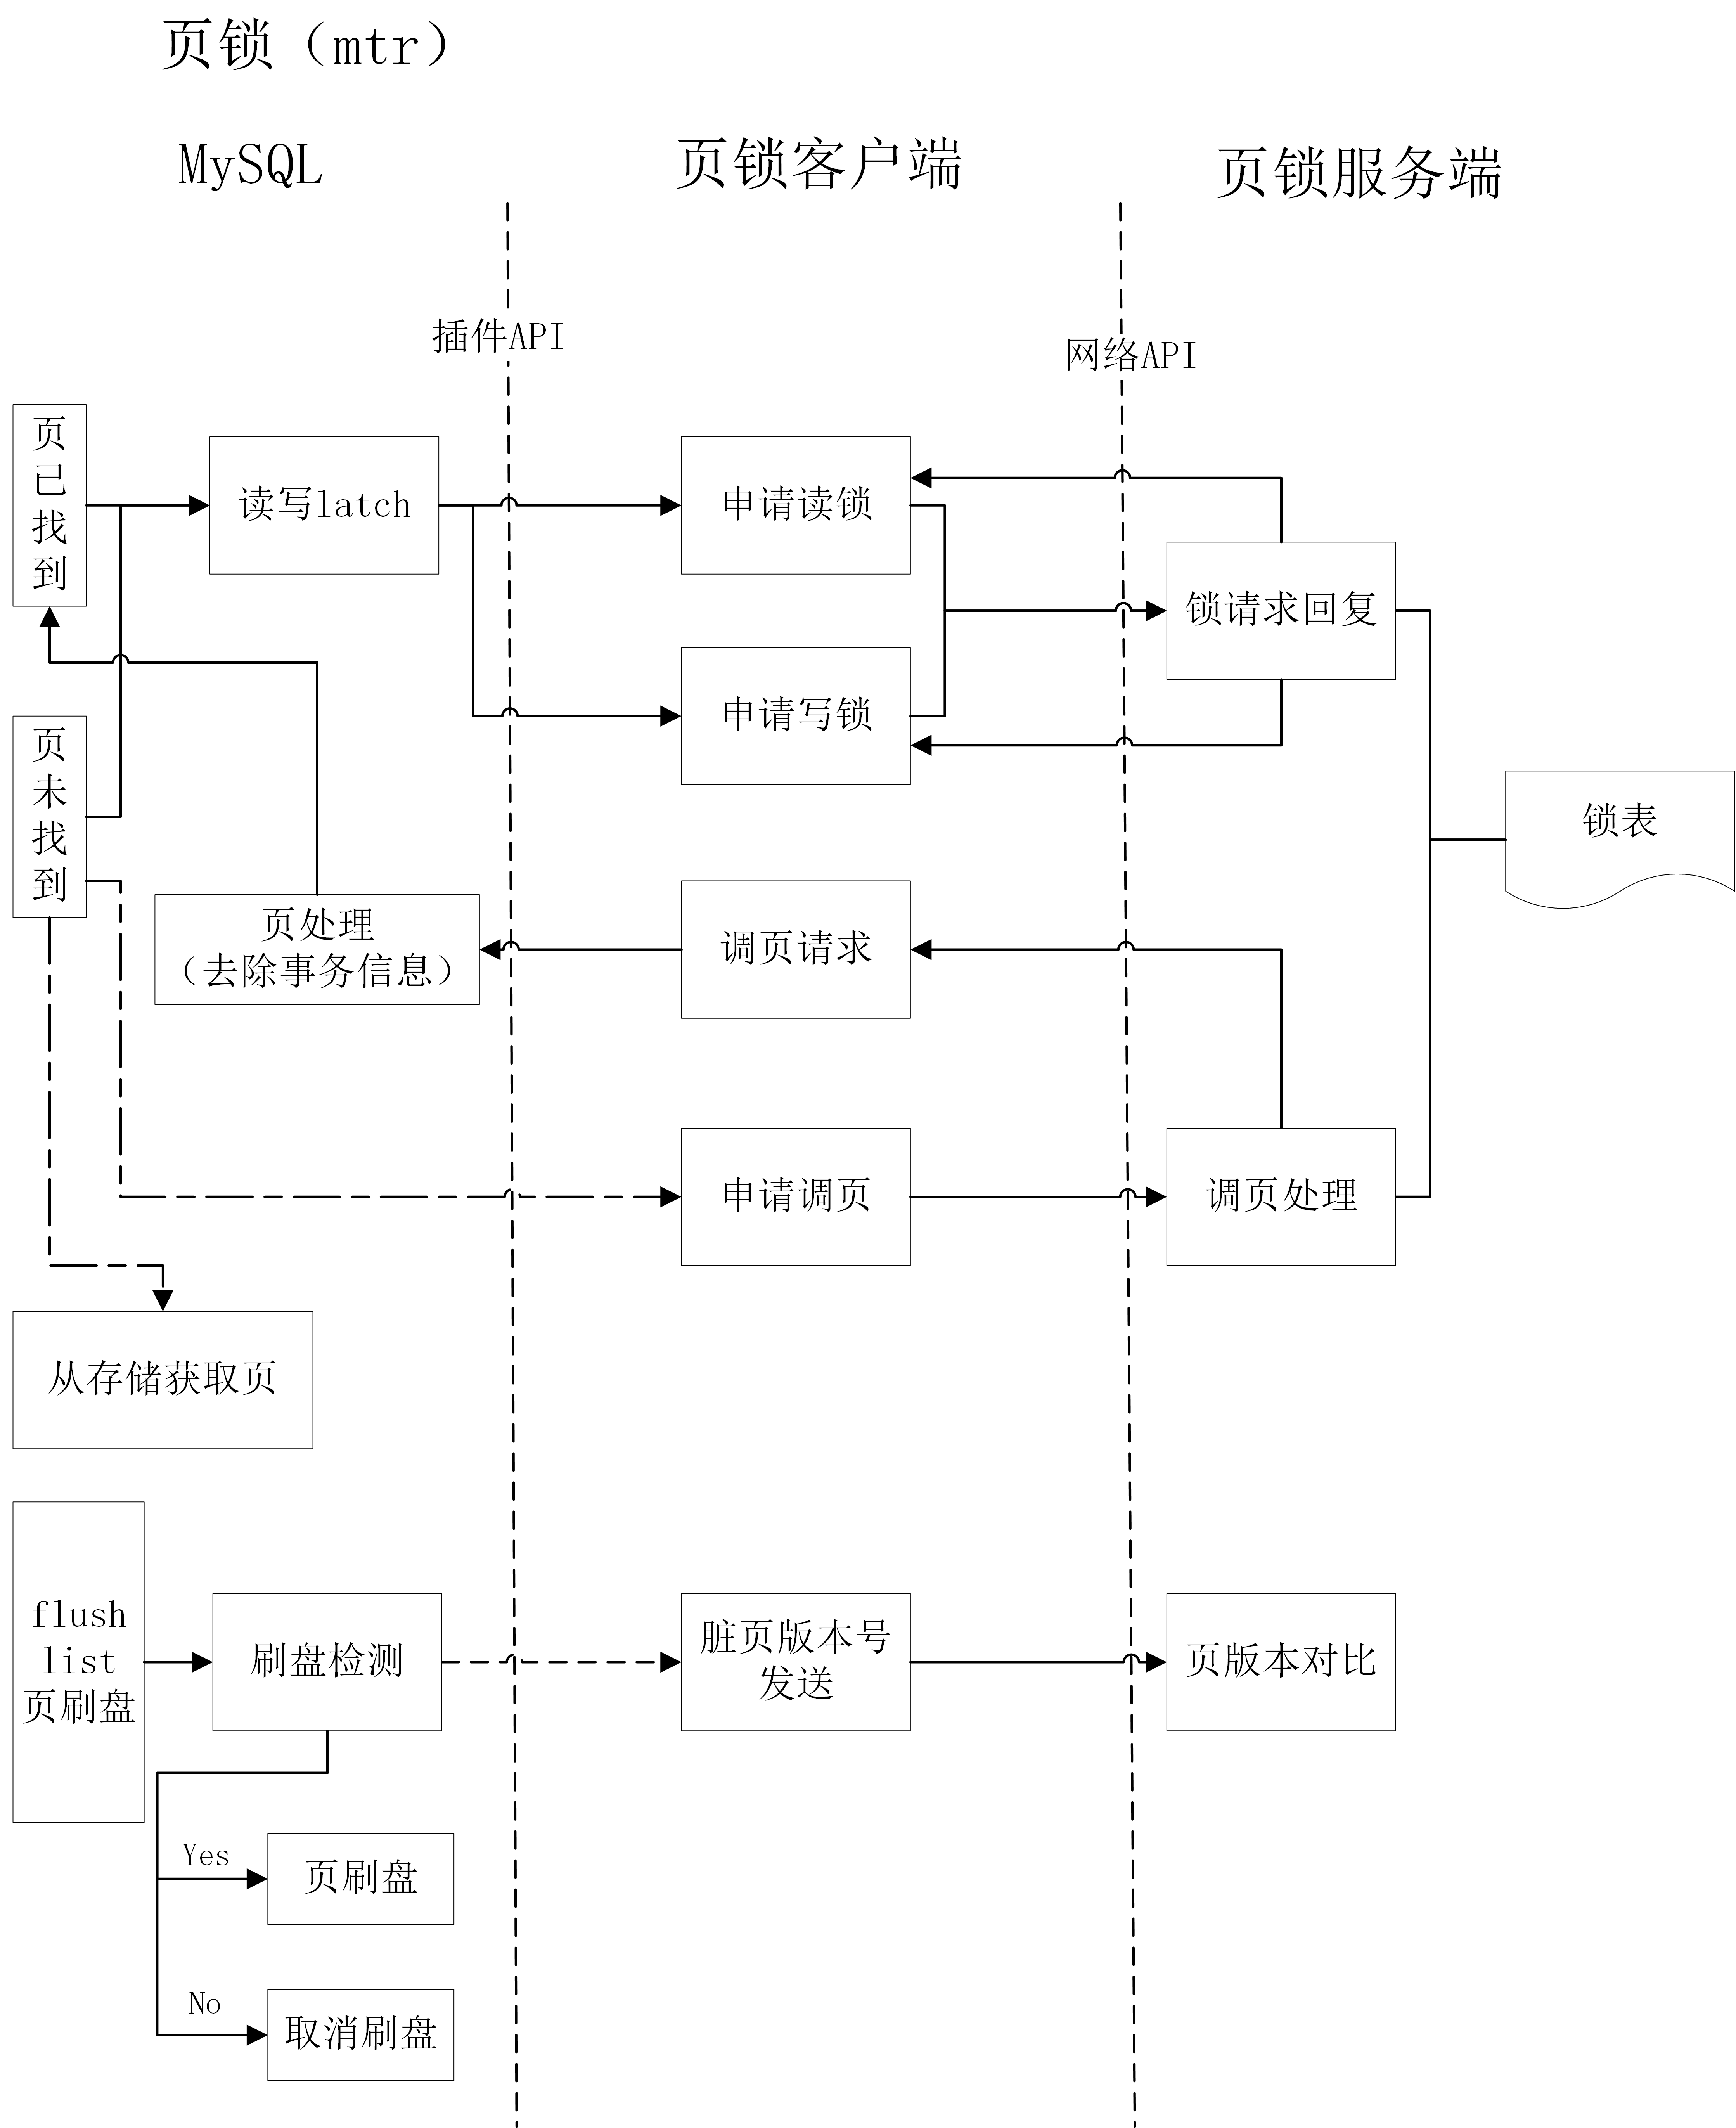 页锁（mtr）
MySQL
页锁客户端
页锁服务端
插件API
网络API
页
已
找
到
读写latch
申请读锁
锁请求回复
申请写锁
页
未
找
到
锁表
页处理
（去除事务信息）
调页请求
申请调页
调页处理
从存储获取页
flush
list
页刷盘
刷盘检测
脏页版本号
发送
页版本对比
Yes
页刷盘
No
取消刷盘